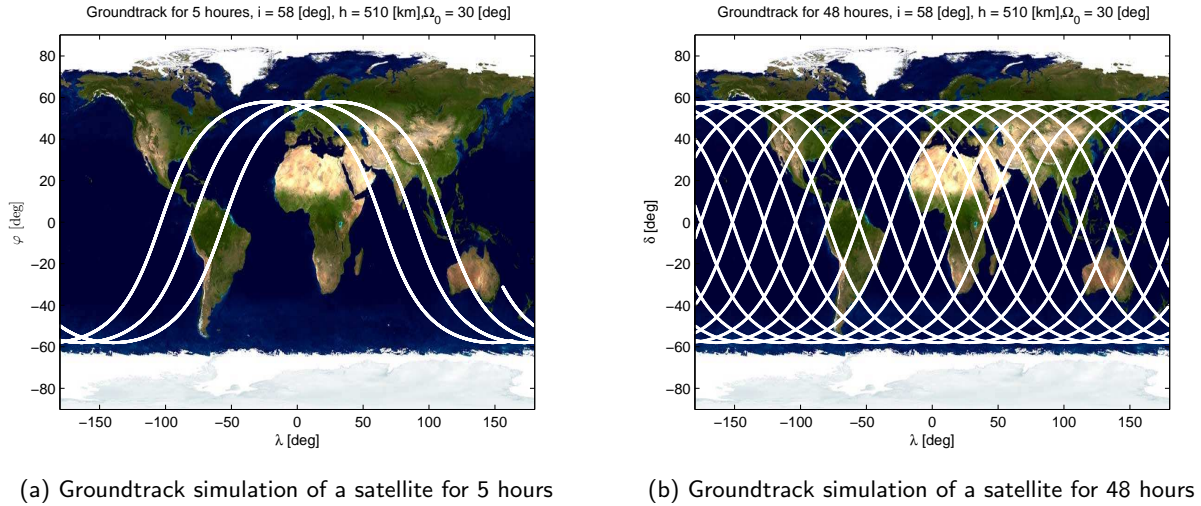 Groundtrack for 5 houres, i = 58 [deg], h = 510 [km],Ω0 = 30 [deg]
80
60
40
20
0
−20
−40
−60
−80
φ [deg]
−150 −100 −50 0 50 100 150
λ [deg]
(a) Groundtrack simulation of a satellite for 5 hours
Groundtrack for 48 houres, i = 58 [deg], h = 510 [km],Ω0 = 30 [deg]
80
60
40
20
0
−20
−40
−60
−80
δ [deg]
−150 −100 −50 0 50 100 150
λ [deg]
(b) Groundtrack simulation of a satellite for 48 hours